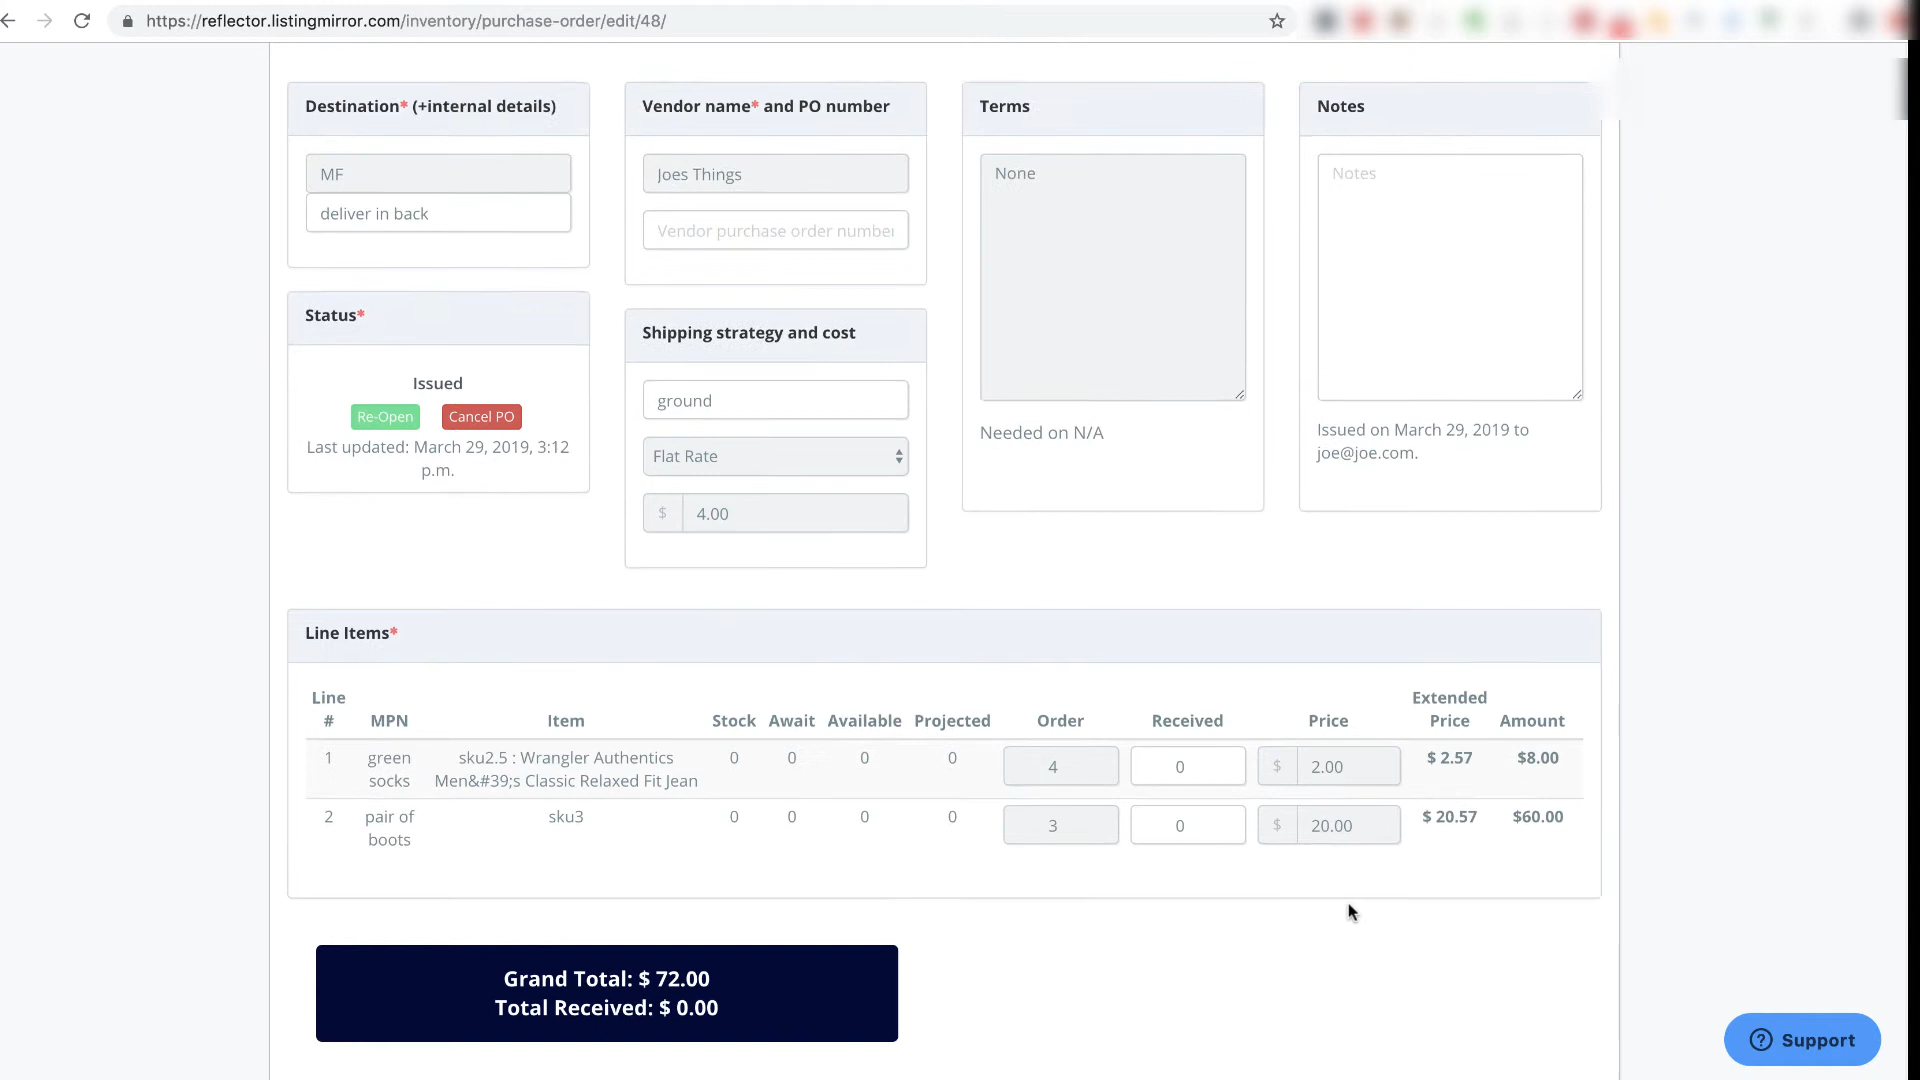 https://reflector.listingmirror.com/inventory/purchase-order/edit/48/
Destination* (+internal details)
MF
deliver in back
Status*
Issued
Re-Open Cancel PO
Last updated: March 29, 2019, 3:12
p.m.
Vendor name* and PO number
Joes Things
Vendor purchase order number
Shipping strategy and cost
ground
Flat Rate
$ 4.00
Terms
None
Needed on N/A
Notes
Notes
Issued on March 29, 2019 to
joe@joe.com.
Line Items*
Line # MPN Item Stock Await Available Projected Order Received Price Extended Price Amount
1 green socks sku2.5 : Wrangler Authentics Men&#39;s Classic Relaxed Fit Jean 0 0 0 0 4 0 $ 2.00 $ 2.57 $8.00
2 pair of boots sku3 0 0 0 0 3 0 $ 20.00 $ 20.57 $60.00
Grand Total: $ 72.00
Total Received: $ 0.00
Support